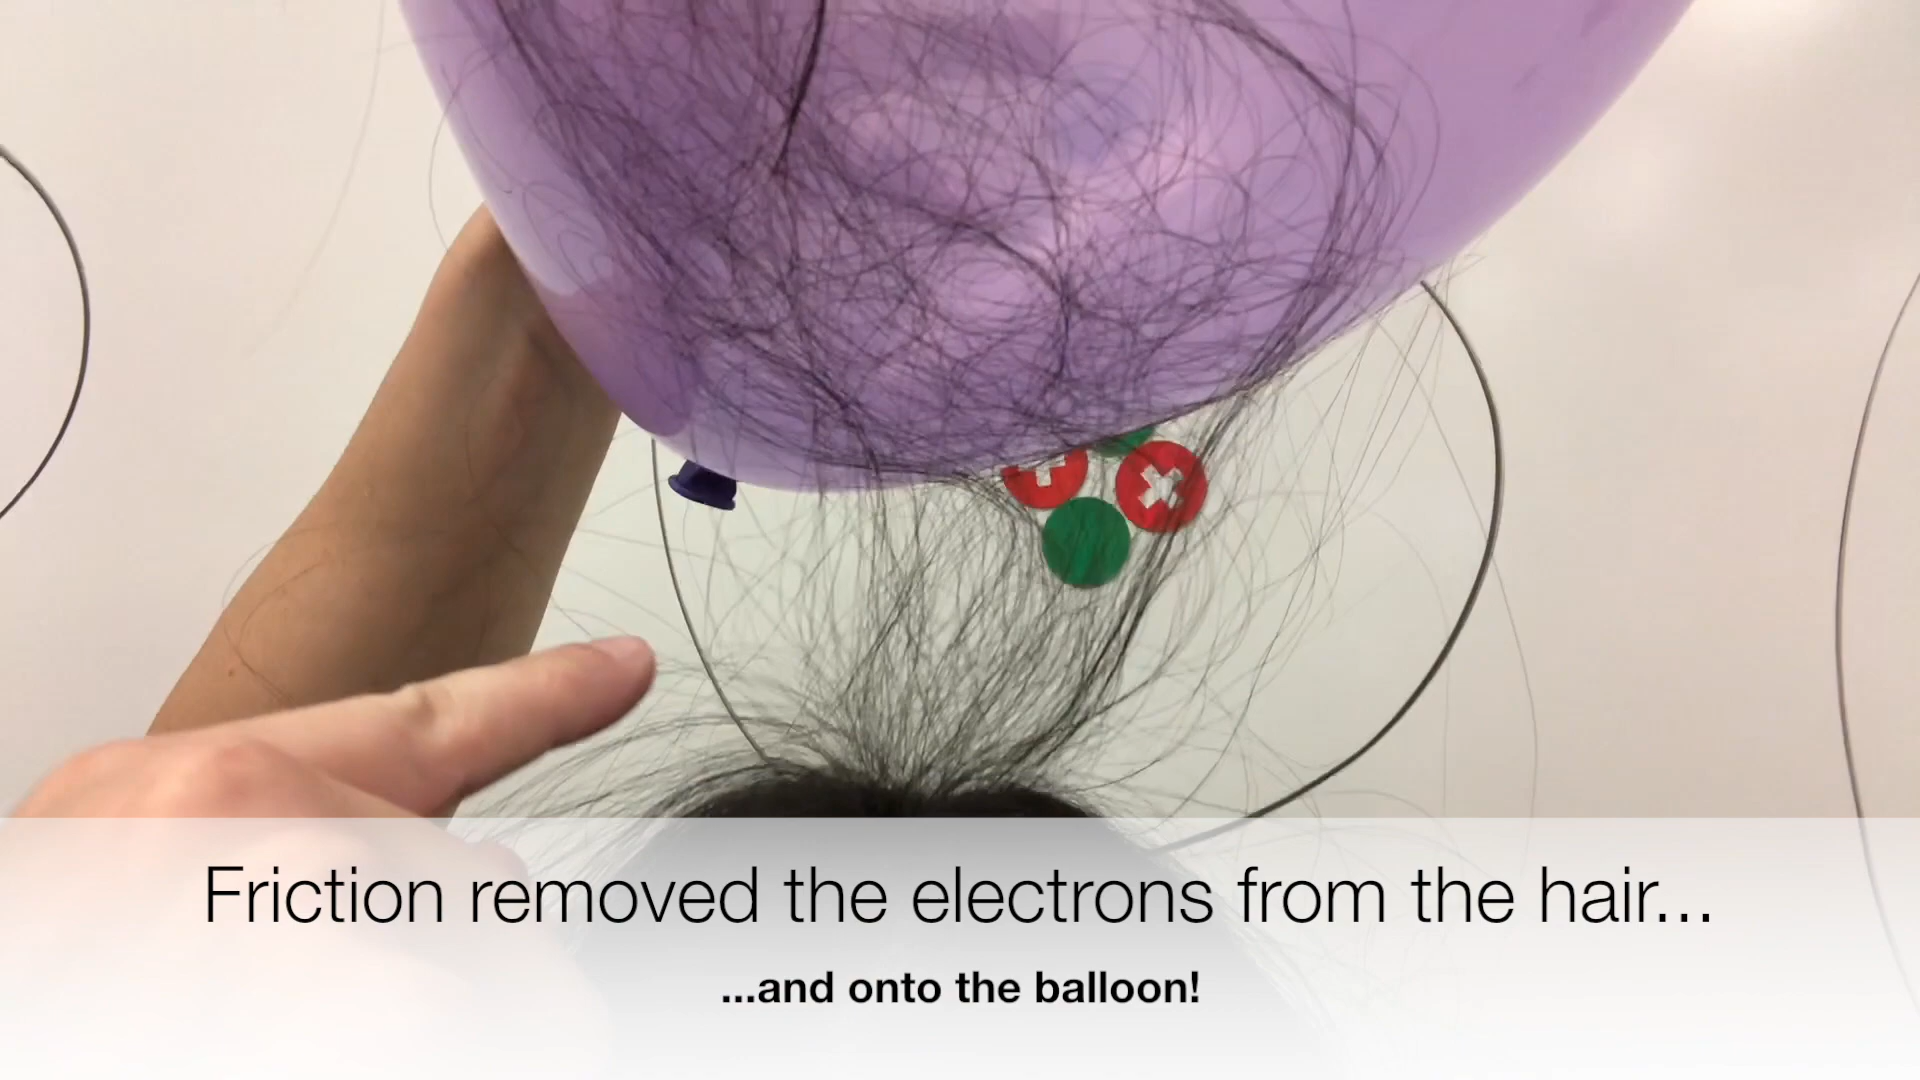 Friction removed the electrons from the hair...
...and onto the balloon!